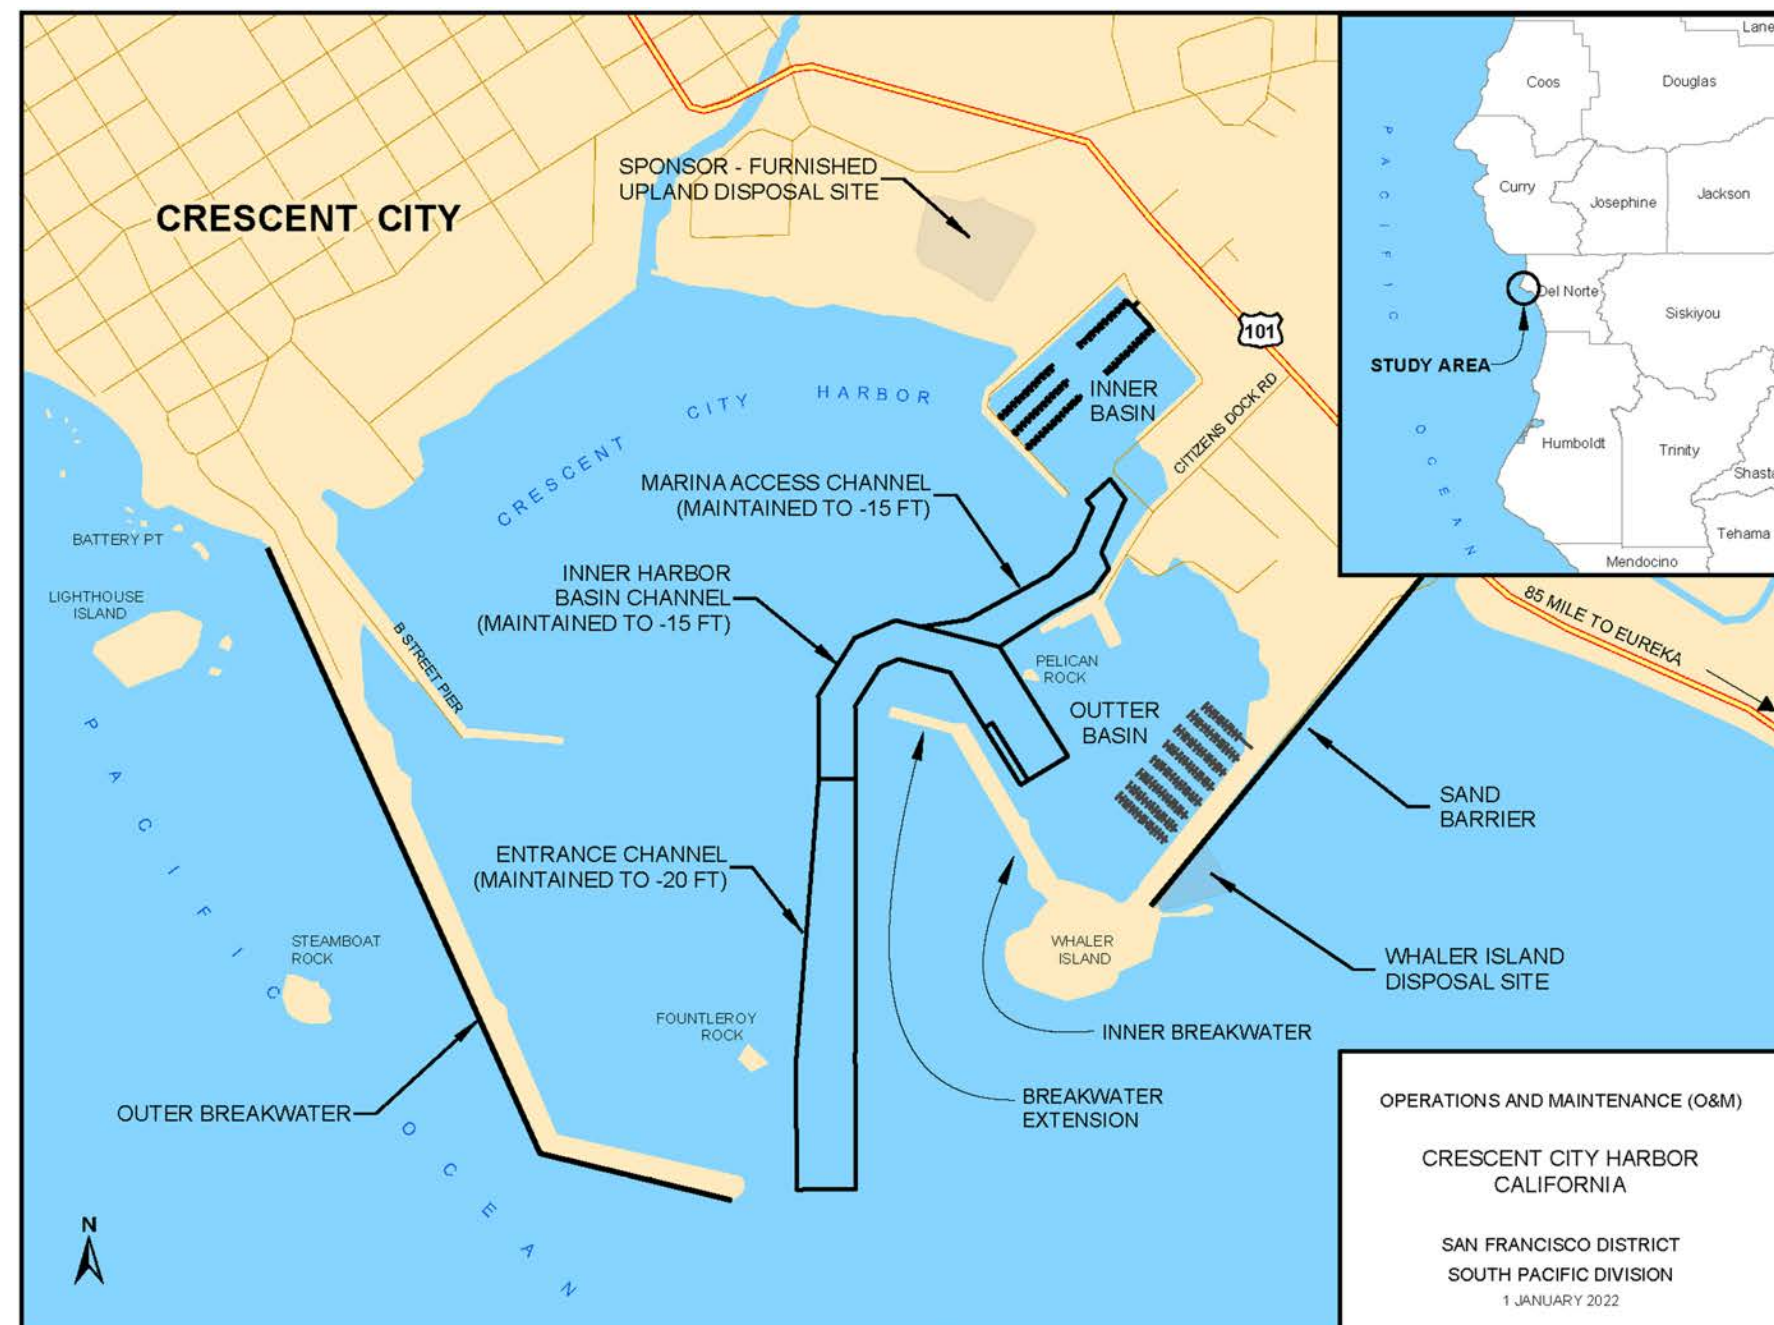 CRESCENT CITY
SPONSOR - FURNISHED
UPLAND DISPOSAL SITE
101
INNER
BASIN
CITIZENS DOCK RD
CRESCENT CITY HARBOR
MARINA ACCESS CHANNEL
(MAINTAINED TO -15 FT)
INNER HARBOR
BASIN CHANNEL
(MAINTAINED TO -15 FT)
BATTERY PT
LIGHTHOUSE
ISLAND
B STREET PIER
PELICAN
ROCK
OUTTER
BASIN
85 MILE TO EUREKA
SAND
BARRIER
ENTRANCE CHANNEL
(MAINTAINED TO -20 FT)
STEAMBOAT
ROCK
WHALER
ISLAND
WHALER ISLAND
DISPOSAL SITE
FOUNTLEROY
ROCK
INNER BREAKWATER
BREAKWATER
EXTENSION
OUTER BREAKWATER
PACIFIC OCEAN
N
Lane
Coos
Douglas
Curry
Josephine
Jackson
Del Norte
Siskiyou
STUDY AREA
Humboldt
Trinity
Shasta
Tehama
Mendocino
PACIFIC OCEAN
OPERATIONS AND MAINTENANCE (O&M)
CRESCENT CITY HARBOR
CALIFORNIA
SAN FRANCISCO DISTRICT
SOUTH PACIFIC DIVISION
1 JANUARY 2022